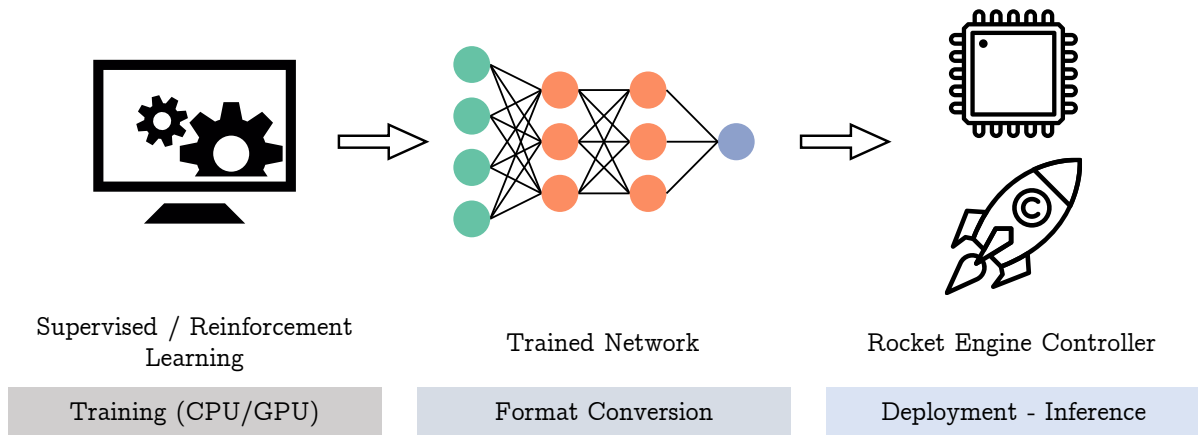 Supervised / Reinforcement
Learning
Trained Network
Rocket Engine Controller
Training (CPU/GPU)
Format Conversion
Deployment - Inference